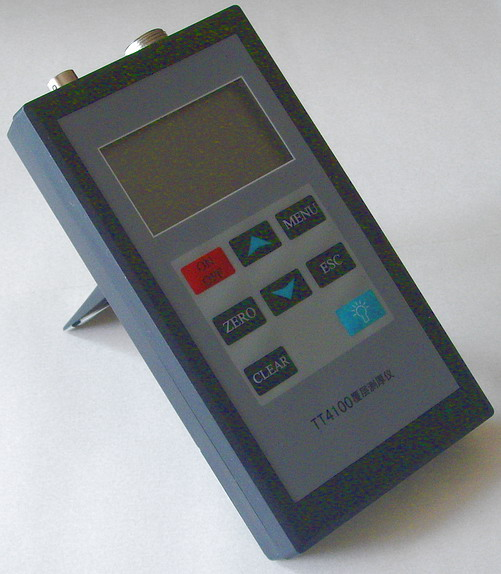 ON
OFF
MENU
ZERO
ESC
CLEAR
TT4100覆层测厚仪